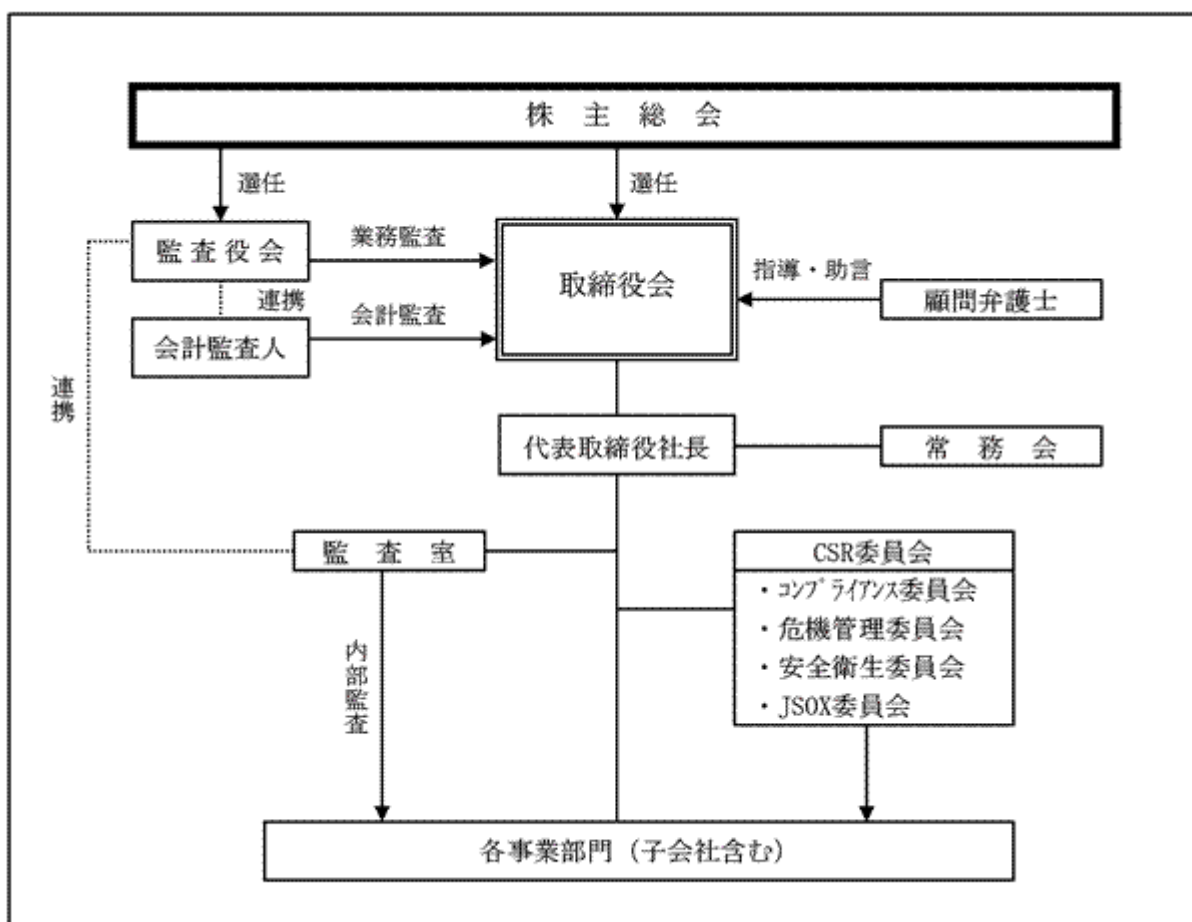 株主総会
選任
選任
監査役会
業務監査
取締役会
指導・助言
顧問弁護士
連携
会計監査
会計監査人
連携
代表取締役社長
常務会
監査室
CSR委員会
・コンプライアンス委員会
・危機管理委員会
・安全衛生委員会
・JSOX委員会
内部監査
各事業部門（子会社含む）